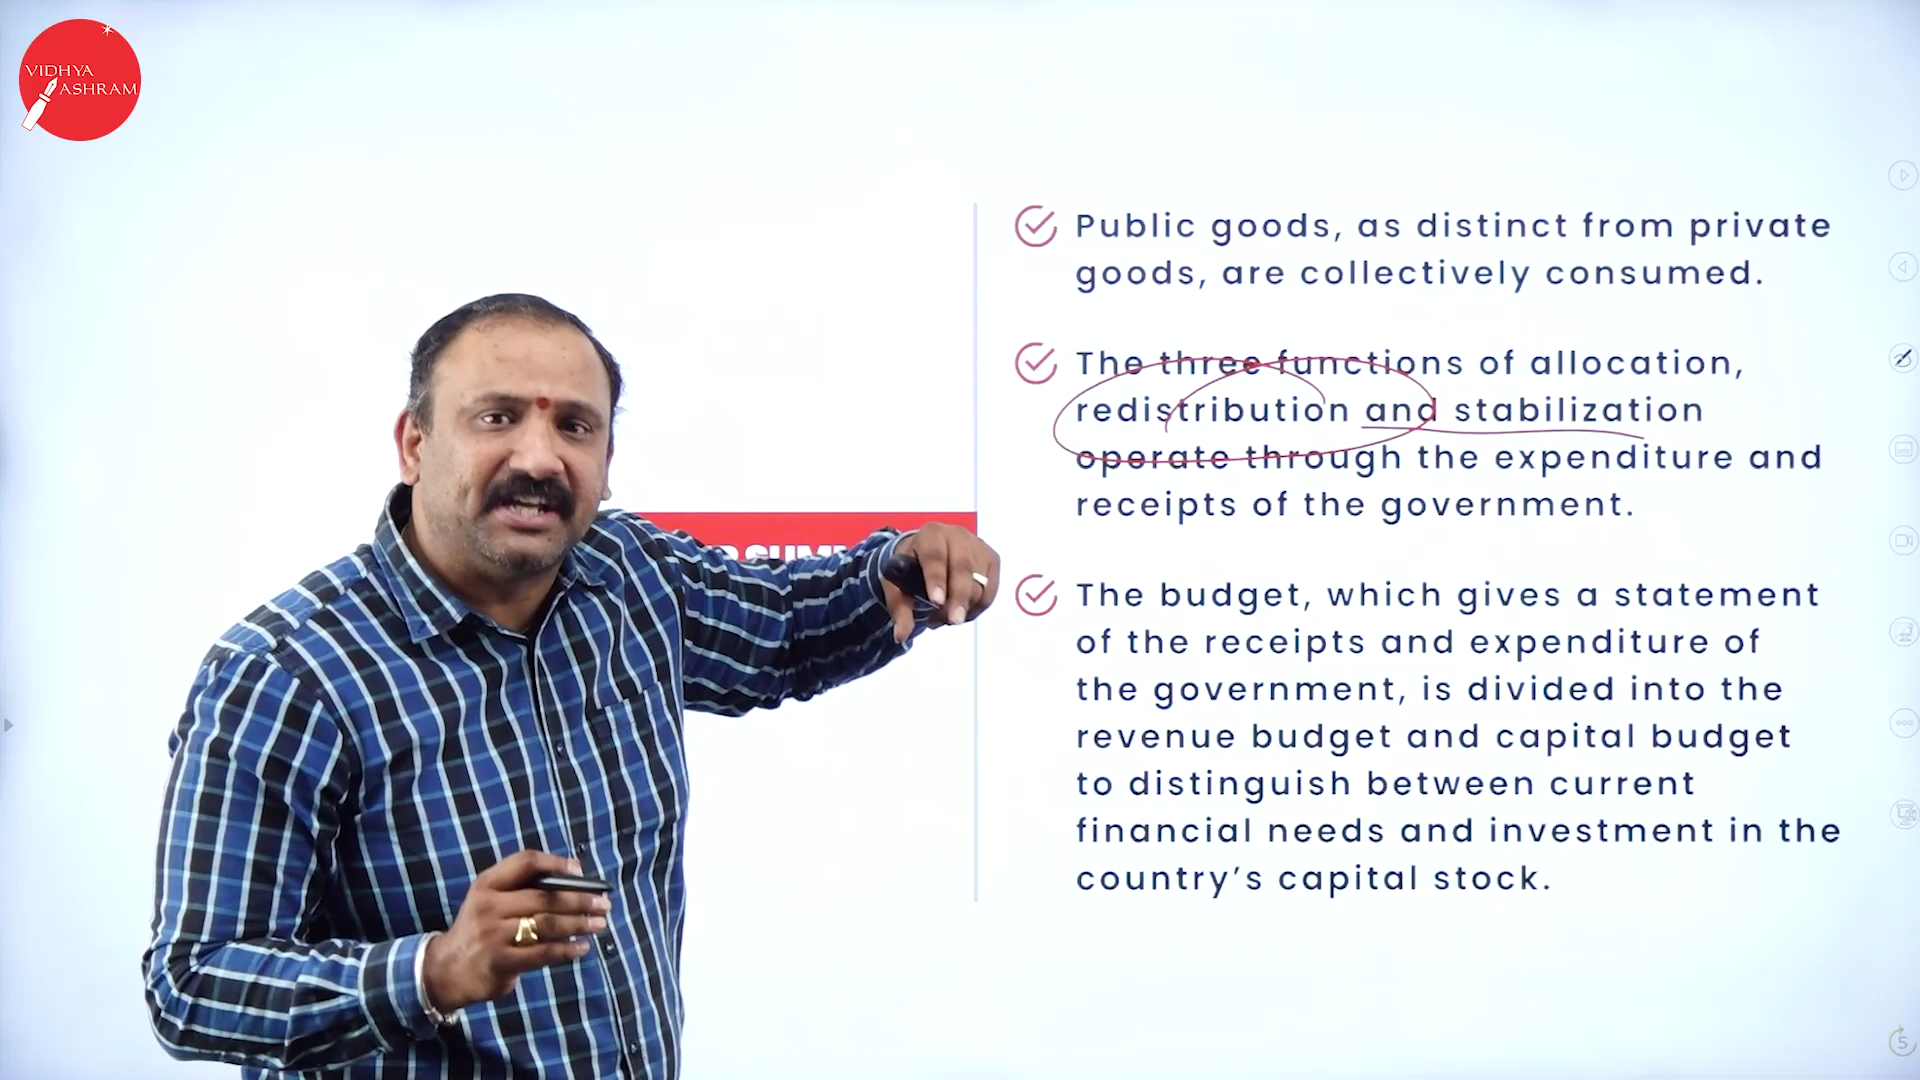 VIDHYA
ASHRAM
Public goods, as distinct from private
goods, are collectively consumed.
The three functions of allocation,
redistribution and stabilization
operate through the expenditure and
receipts of the government.
The budget, which gives a statement
of the receipts and expenditure of
the government, is divided into the
revenue budget and capital budget
to distinguish between current
financial needs and investment in the
country’s capital stock.
5